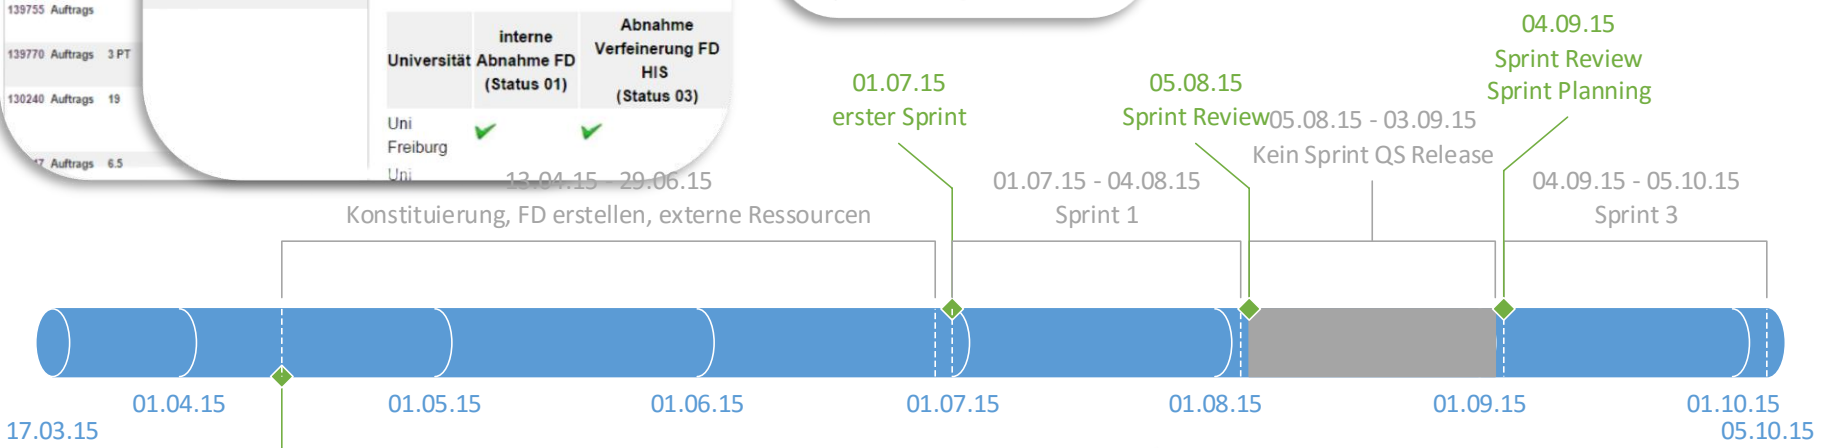 139755 Auftrags
139770 Auftrags 3 PT
130240 Auftrags 19
7 Auftrags 6.5
Universität
interne
Abnahme FD
(Status 01)
Abnahme
Verfeinerung FD
HIS
(Status 03)
Uni
Freiburg
Uni
01.07.15
erster Sprint
05.08.15
Sprint Review
04.09.15
Sprint Review
Sprint Planning
13.04.15 - 29.06.15
Konstituierung, FD erstellen, externe Ressourcen
01.07.15 - 04.08.15
Sprint 1
05.08.15 - 03.09.15
Kein Sprint QS Release
04.09.15 - 05.10.15
Sprint 3
01.04.15
01.05.15
01.06.15
01.07.15
01.08.15
01.09.15
01.10.15
17.03.15
05.10.15